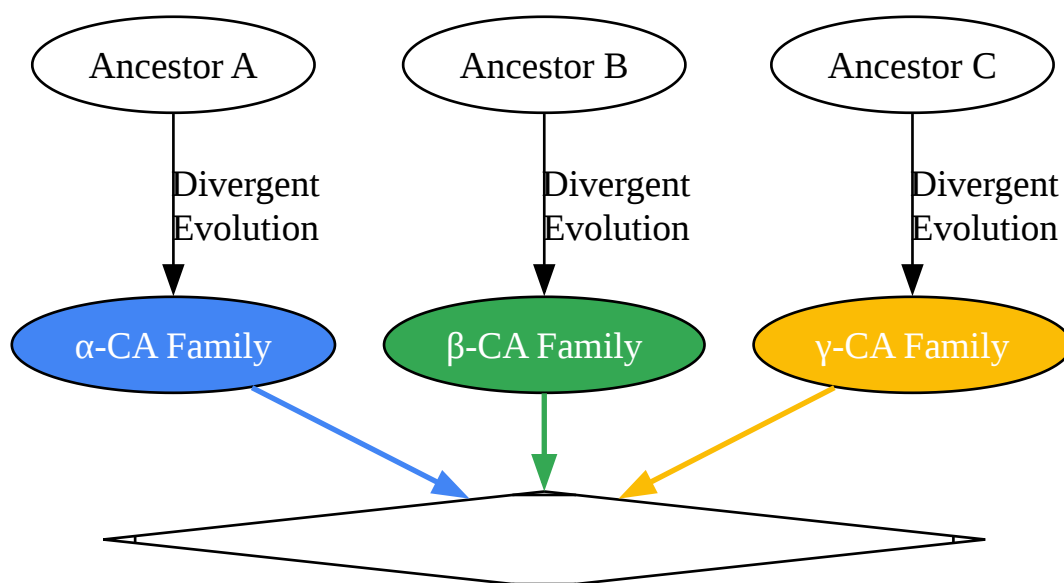 Ancestor A
Ancestor B
Ancestor C
Divergent
Evolution
Divergent
Evolution
Divergent
Evolution
α-CA Family
β-CA Family
γ-CA Family